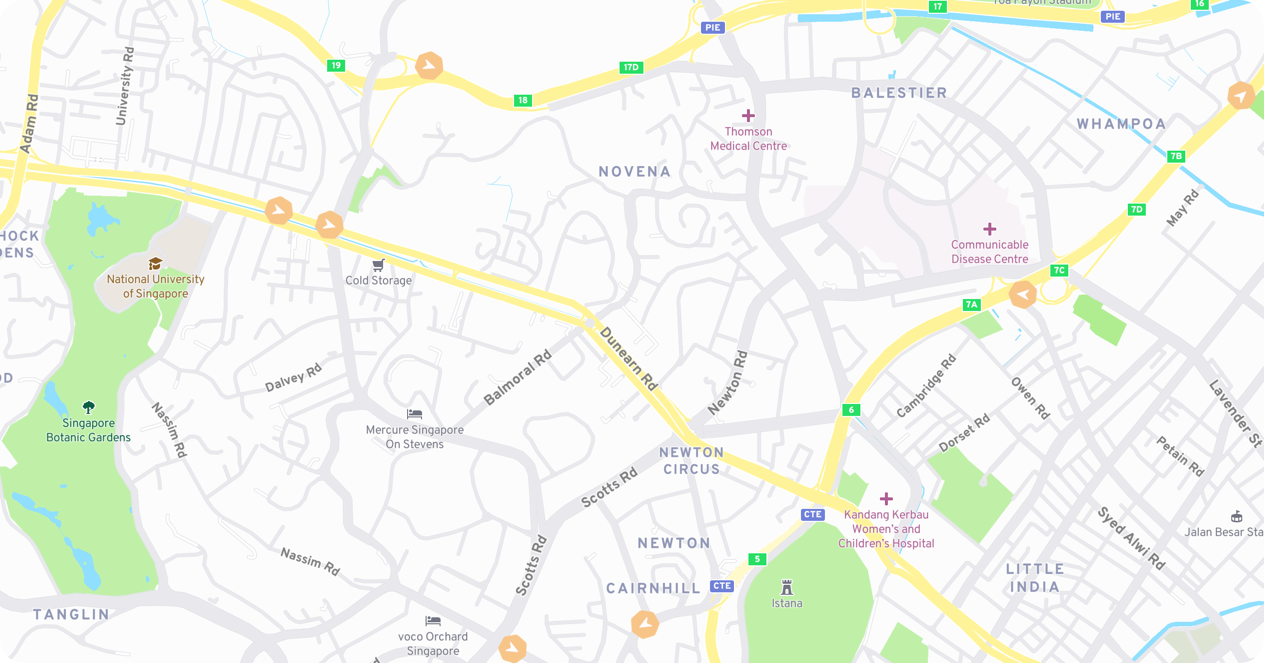 Toa Payoh Stadium
16
17
PIE
PIE
19
17D
18
University Rd
Adam Rd
BALESTIER
WHAMPOA
Thomson
Medical Centre
7B
NOVENA
7D
May Rd
HOCK
ENS
Communicable
Disease Centre
National University
of Singapore
Cold Storage
7C
7A
Dunearn Rd
Balmoral Rd
Newton Rd
Cambridge Rd
Owen Rd
Dalvey Rd
OD
Singapore
Botanic Gardens
Nassim Rd
Mercure Singapore
On Stevens
6
Dorset Rd
Lavender St
NEWTON
CIRCUS
Petain Rd
Scotts Rd
CTE
Kandang Kerbau
Women's and
Children's Hospital
Syed Alwi Rd
Jalan Besar Sta
Nassim Rd
Scotts Rd
NEWTON
5
LITTLE
INDIA
CAIRNHILL
CTE
Istana
TANGLIN
voco Orchard
Singapore